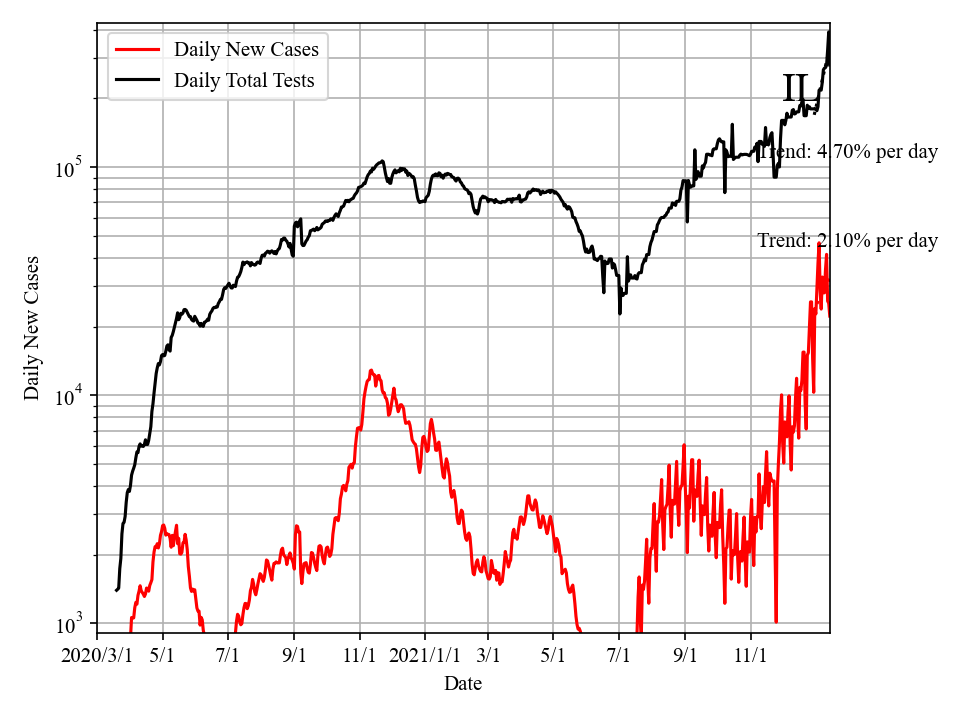 Daily New Cases
Daily Total Tests
IL
Trend: 4.70% per day
Trend: 2.10% per day
Daily New Cases
10^5
10^4
10^3
2020/3/1 5/1 7/1 9/1 11/1 2021/1/1 3/1 5/1 7/1 9/1 11/1
Date